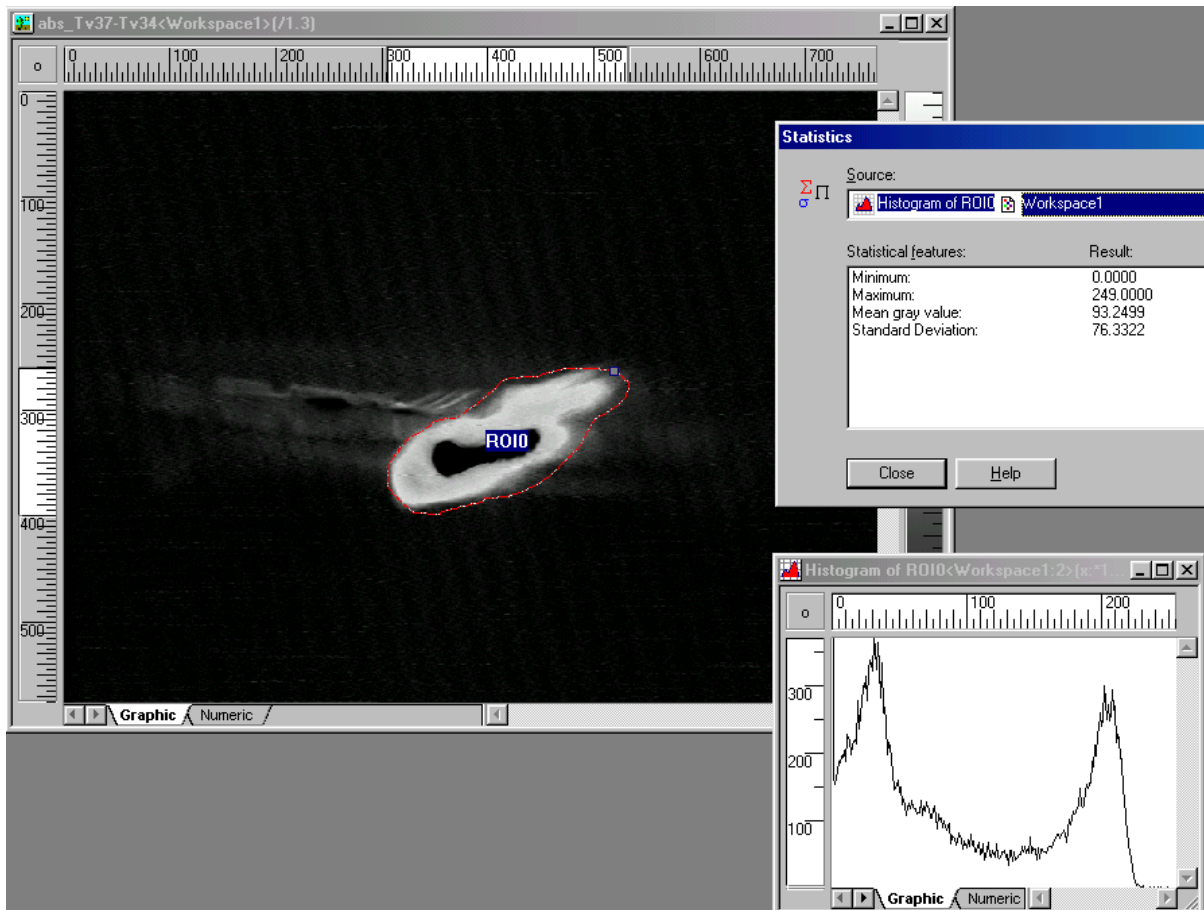 abs_Tv37-Tv34<Workspace1>(/1.3)
o
0 100 200 300 400 500 600 700
0
100
200
300
400
500
ROI0
Graphic Numeric
Statistics
Source:
Σ Π
σ
Histogram of ROI0 Workspace1
Statistical features: Result:
Minimum: 0.0000
Maximum: 249.0000
Mean gray value: 93.2499
Standard Deviation: 76.3322
Close Help
Histogram of ROI0<Workspace1:2>(x:*1...
o
0 100 200
300
200
100
Graphic Numeric